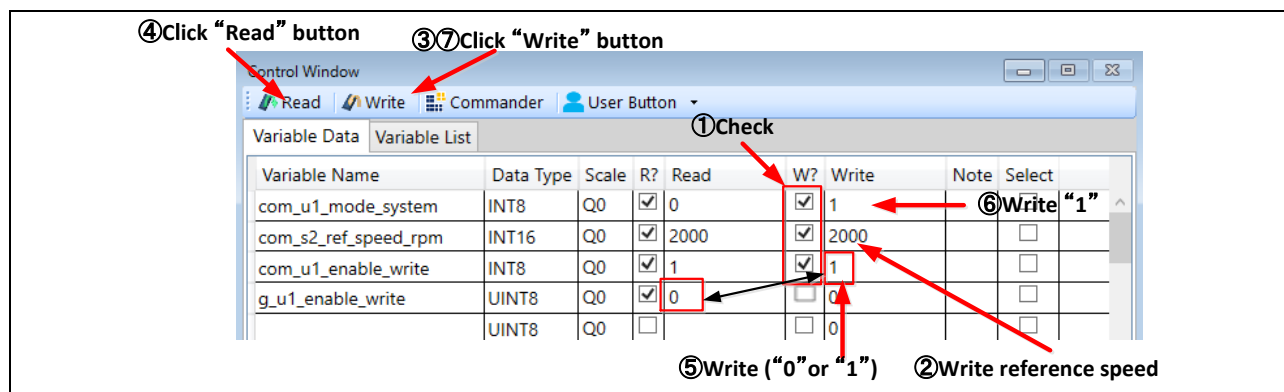 ④Click “Read” button
③⑦Click “Write” button
Control Window
Read Write Commander User Button
①Check
Variable Data Variable List
Variable Name Data Type Scale R? Read W? Write Note Select
com_u1_mode_system INT8 Q0 0 1
⑥Write “1”
com_s2_ref_speed_rpm INT16 Q0 2000 2000
com_u1_enable_write INT8 Q0 1 1
g_u1_enable_write UINT8 Q0 0 0
UINT8 Q0 0
⑤Write (“0”or “1”) ②Write reference speed